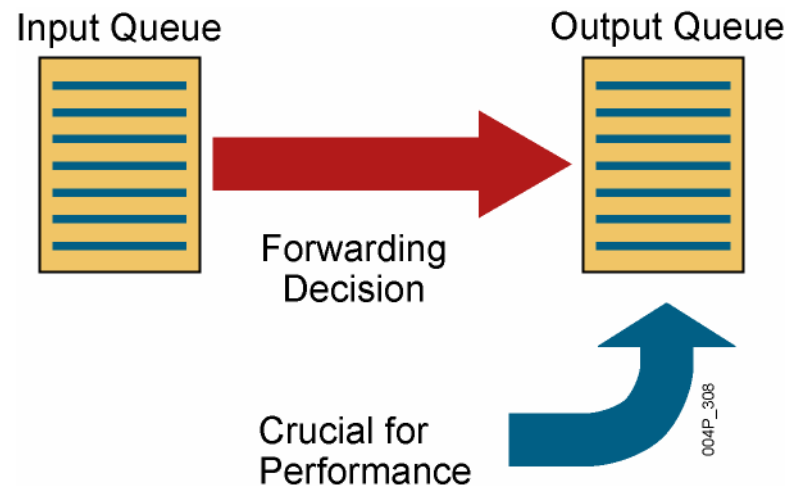 Input Queue
Output Queue
Forwarding
Decision
Crucial for
Performance
004P_308